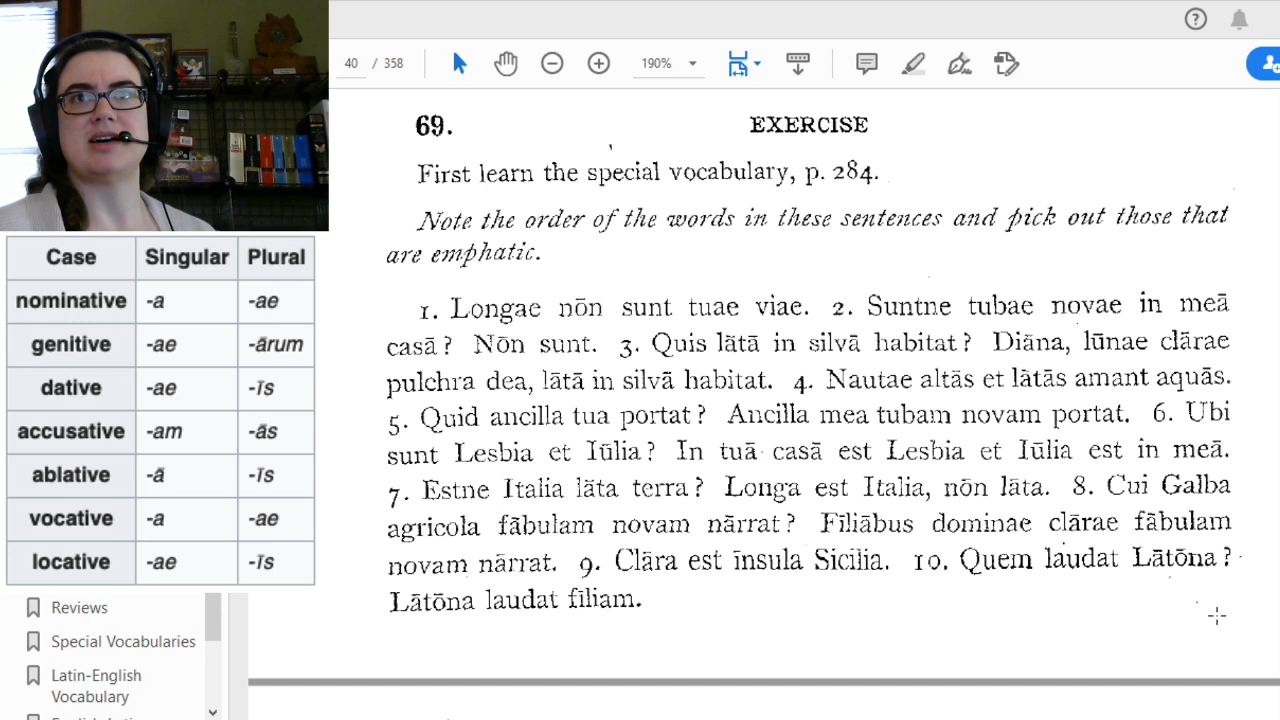 40 / 358
190%
69. EXERCISE
First learn the special vocabulary, p. 284.
Note the order of the words in these sentences and pick out those that
are emphatic.
1. Longae nōn sunt tuae viae. 2. Suntne tubae novae in meā
casā? Nōn sunt. 3. Quis lātā in silvā habitat? Diāna, lūnae clārae
pulchra dea, lātā in silvā habitat. 4. Nautae altās et lātās amant aquās.
5. Quid ancilla tua portat? Ancilla mea tubam novam portat. 6. Ubi
sunt Lesbia et Iūlia? In tuā casā est Lesbia et Iūlia est in meā.
7. Estne Italia lāta terra? Longa est Italia, nōn lāta. 8. Cui Galba
agricola fābulam novam nārrat? Fīliābus dominae clārae fābulam
novam nārrat. 9. Clāra est īnsula Sicilia. 10. Quem laudat Lātōna?
Lātōna laudat fīliam.
Case Singular Plural
nominative -a -ae
genitive -ae -ārum
dative -ae -īs
accusative -am -ās
ablative -ā -īs
vocative -a -ae
locative -ae -īs
Reviews
Special Vocabularies
Latin-English
Vocabulary